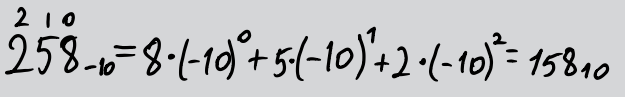 2 1 0
258₋₁₀ = 8·(-10)⁰ + 5·(-10)¹ + 2·(-10)² = 158₁₀